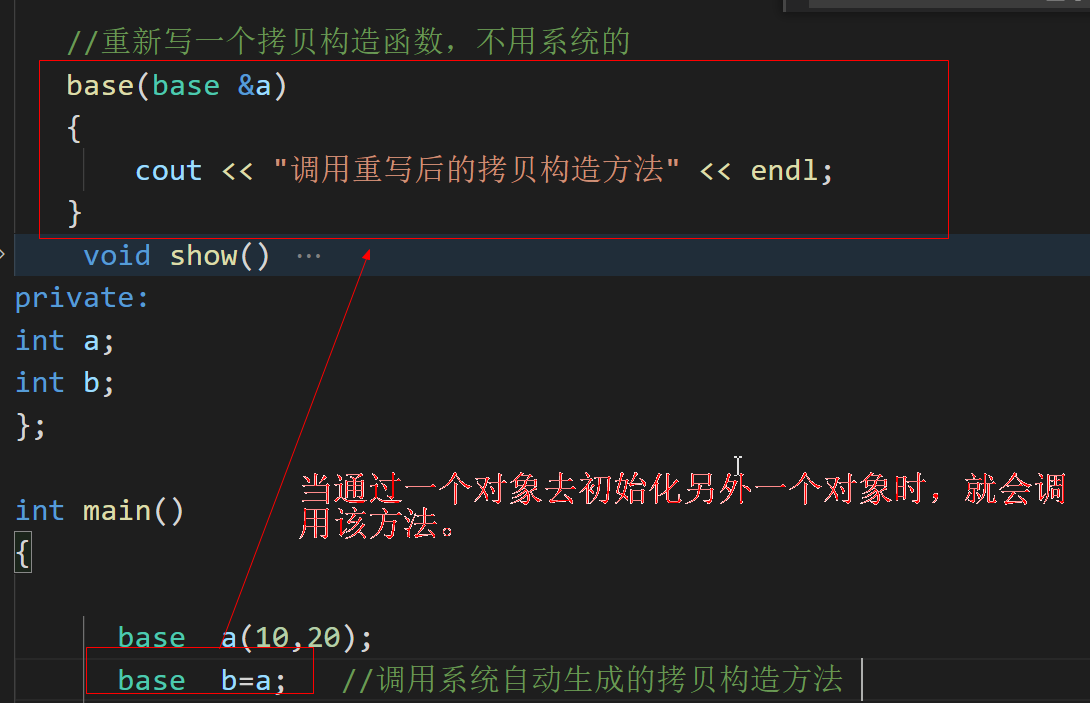 //重新写一个拷贝构造函数，不用系统的
base(base &a)
{
cout << "调用重写后的拷贝构造方法" << endl;
}
void show() ···
private:
int a;
int b;
};
当通过一个对象去初始化另外一个对象时，就会调
用该方法。
int main()
{
base a(10,20);
base b=a; //调用系统自动生成的拷贝构造方法